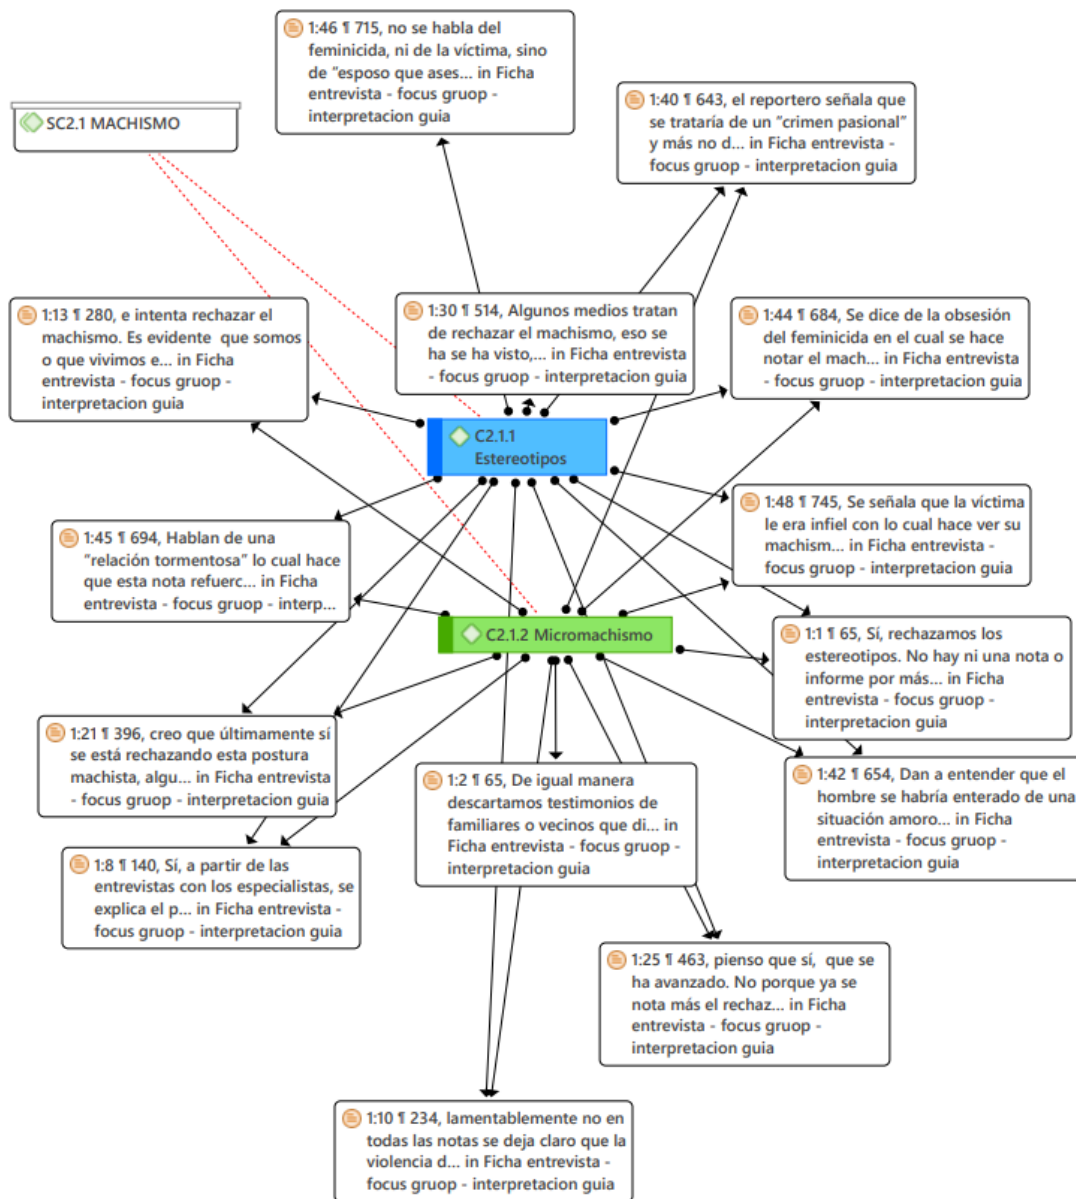 1:46 ¶ 715, no se habla del
feminicida, ni de la víctima, sino
de "esposo que ases... in Ficha
entrevista - focus gruop -
interpretacion guia
1:40 ¶ 643, el reportero señala que
se trataría de un "crimen pasional"
y más no d... in Ficha entrevista -
focus gruop - interpretacion guia
SC2.1 MACHISMO
1:13 ¶ 280, e intenta rechazar el
machismo. Es evidente que somos
o que vivimos e... in Ficha
entrevista - focus gruop -
interpretacion guia
1:30 ¶ 514, Algunos medios tratan
de rechazar el machismo, eso se
ha se ha visto,... in Ficha entrevista
- focus gruop - interpretacion guia
1:44 ¶ 684, Se dice de la obsesión
del feminicida en el cual se hace
notar el mach... in Ficha entrevista -
focus gruop - interpretacion guia
C2.1.1
Estereotipos
1:48 ¶ 745, Se señala que la víctima
le era infiel con lo cual hace ver su
machism... in Ficha entrevista -
focus gruop - interpretacion guia
1:45 ¶ 694, Hablan de una
"relación tormentosa" lo cual hace
que esta nota refuerc... in Ficha
entrevista - focus gruop - interp...
C2.1.2 Micromachismo
1:1 ¶ 65, Sí, rechazamos los
estereotipos. No hay ni una nota o
informe por más... in Ficha
entrevista - focus gruop -
interpretacion guia
1:21 ¶ 396, creo que últimamente sí
se está rechazando esta postura
machista, algu... in Ficha entrevista
- focus gruop - interpretacion guia
1:2 ¶ 65, De igual manera
descartamos testimonios de
familiares o vecinos que di... in
Ficha entrevista - focus gruop -
interpretacion guia
1:42 ¶ 654, Dan a entender que el
hombre se habría enterado de una
situación amoro... in Ficha
entrevista - focus gruop -
interpretacion guia
1:8 ¶ 140, Sí, a partir de las
entrevistas con los especialistas, se
explica el p... in Ficha entrevista -
focus gruop - interpretacion guia
1:25 ¶ 463, pienso que sí, que se
ha avanzado. No porque ya se
nota más el rechaz... in Ficha
entrevista - focus gruop -
interpretacion guia
1:10 ¶ 234, lamentablemente no en
todas las notas se deja claro que la
violencia d... in Ficha entrevista -
focus gruop - interpretacion guia